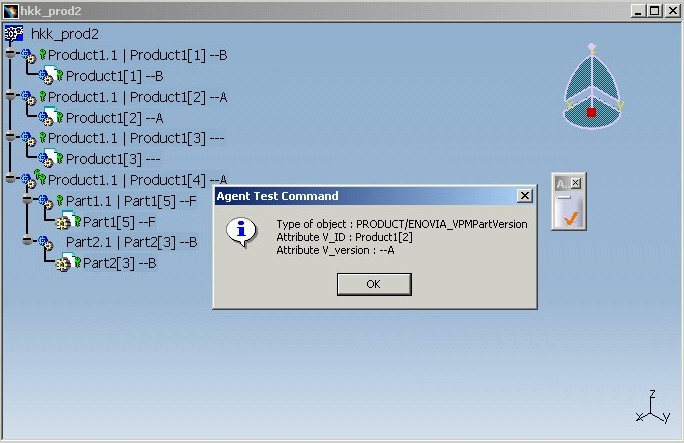 hkk_prod2
hkk_prod2
Product1.1 | Product1[1] --B
Product1[1] --B
Product1.1 | Product1[2] --A
Product1[2] --A
Product1.1 | Product1[3] ---
Product1[3] ---
Product1.1 | Product1[4] --A
Part1.1 | Part1[5] --F
Part1[5] --F
Part2.1 | Part2[3] --B
Part2[3] --B
Agent Test Command
Type of object : PRODUCT/ENOVIA_VPMPartVersion
Attribute V_ID : Product1[2]
Attribute V_version : --A
OK
A...
z
x
y
z
x
y